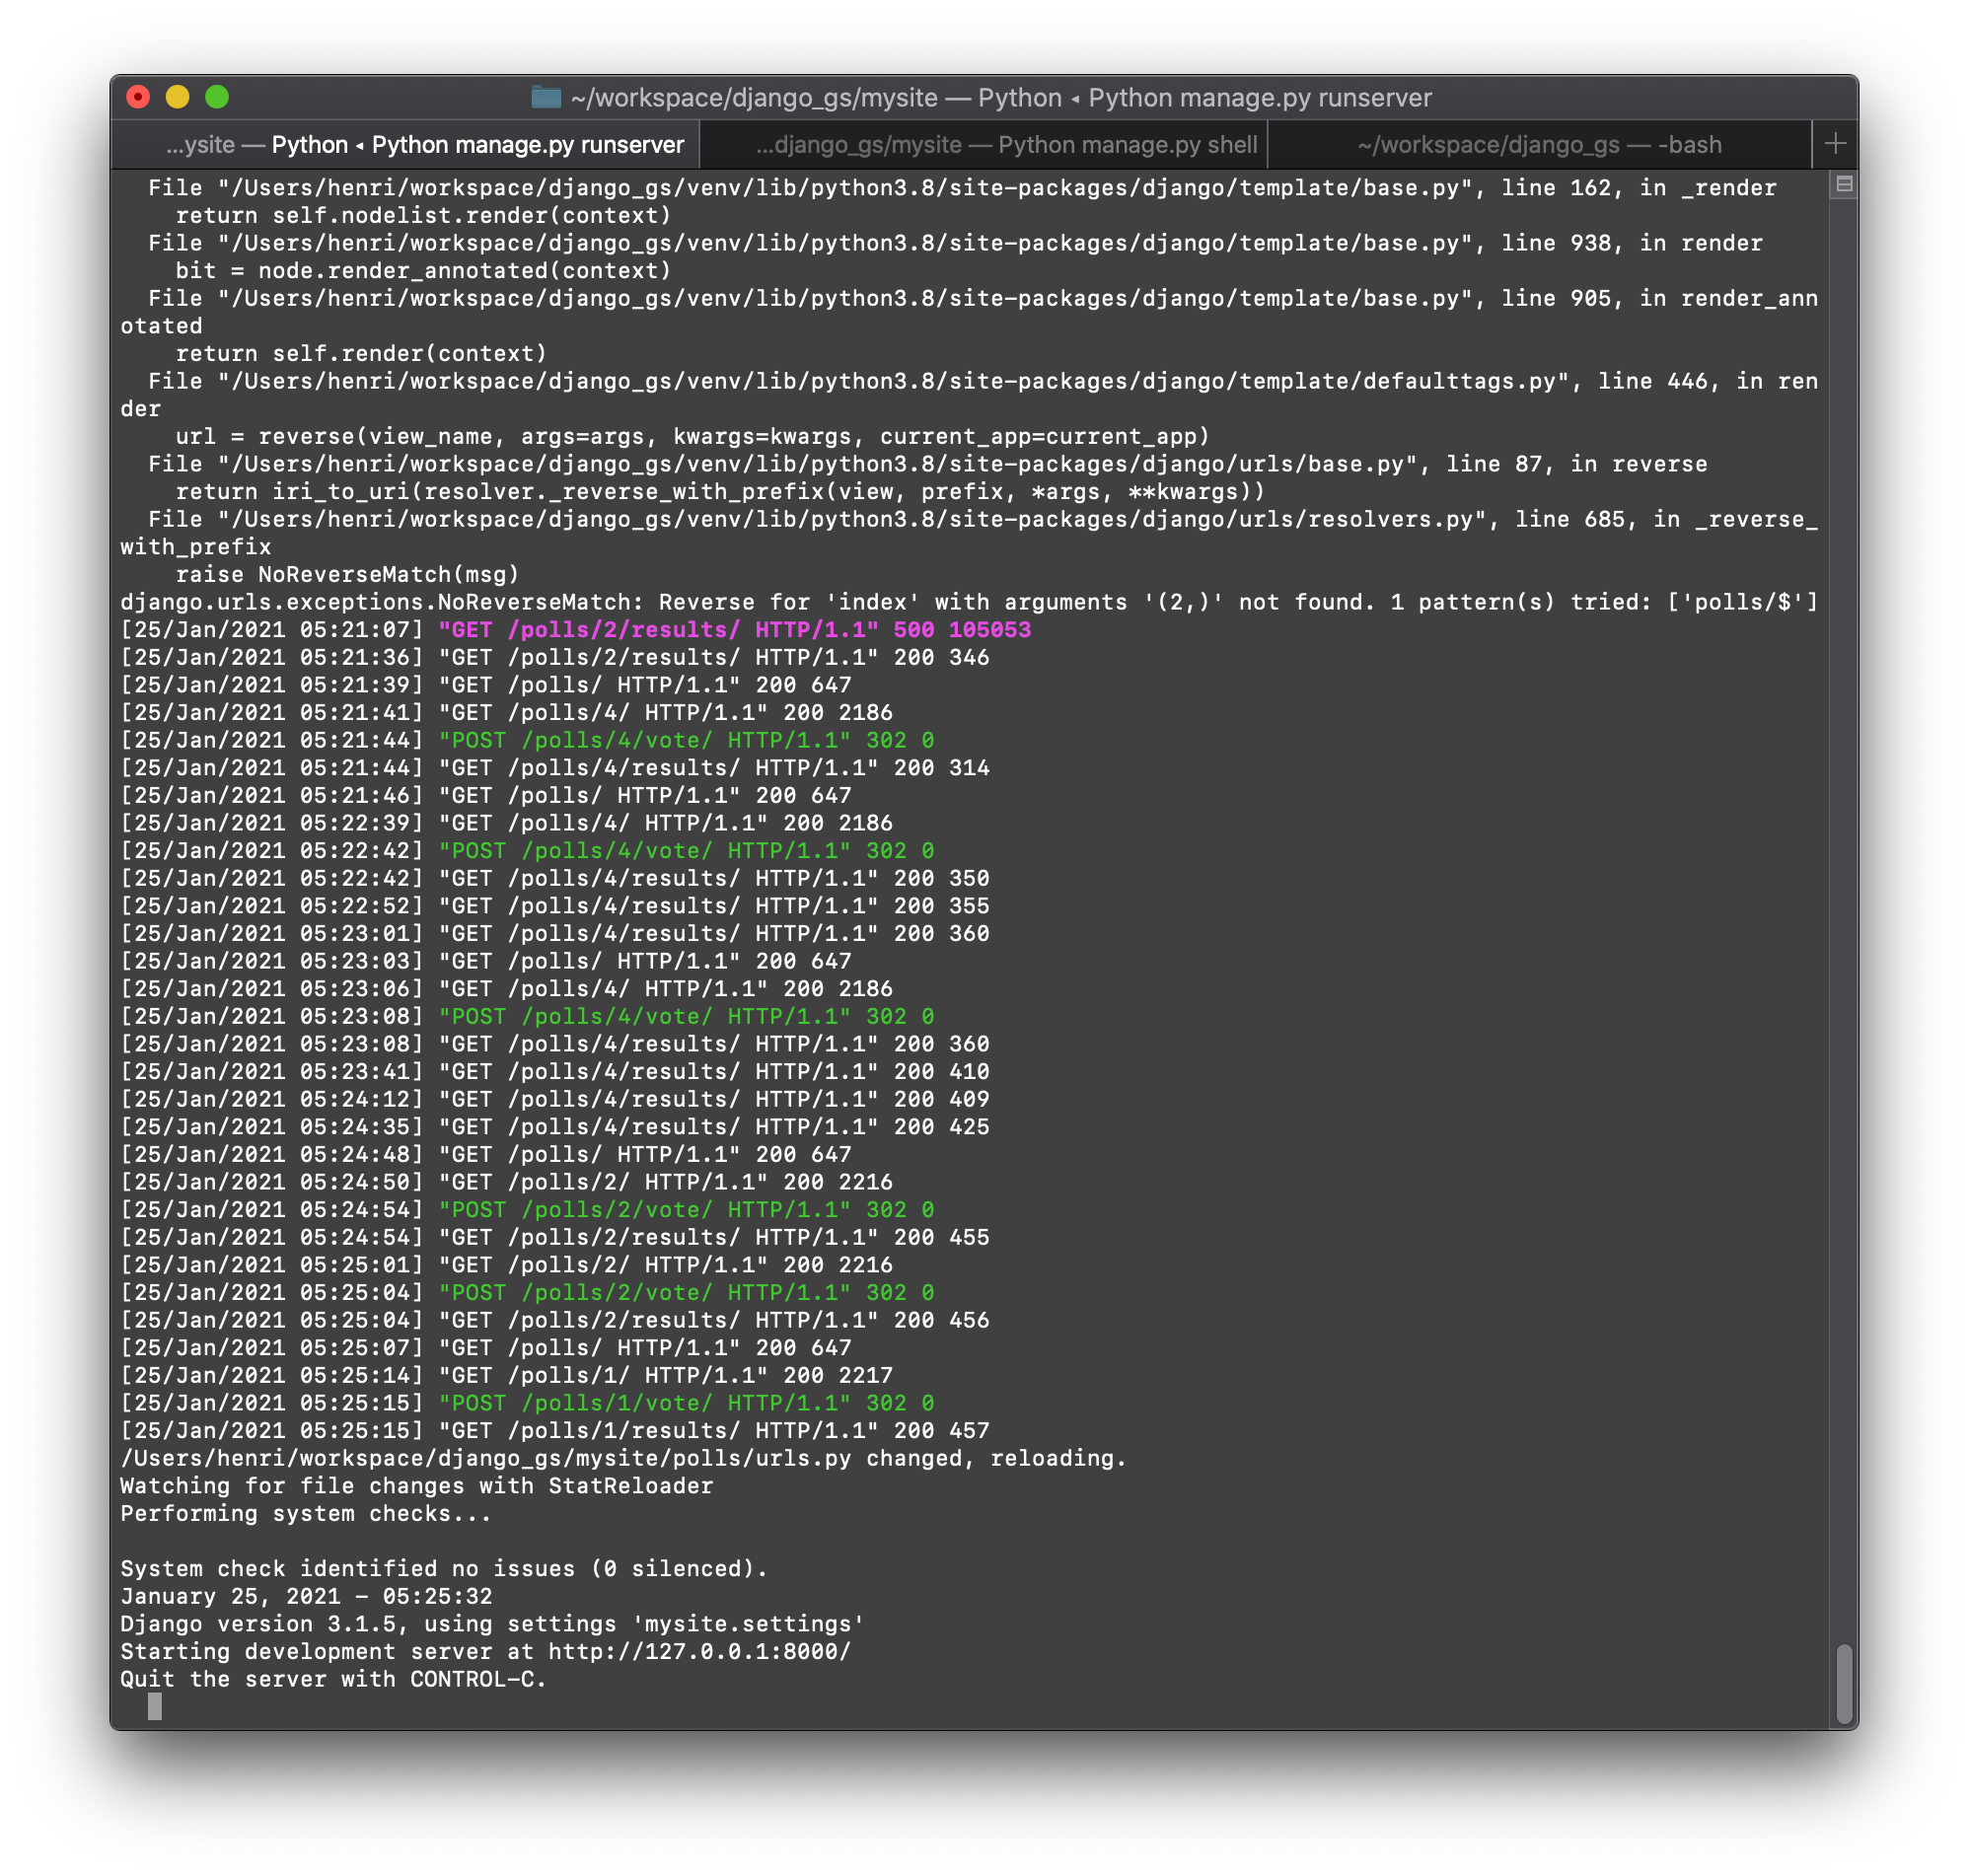 ~/workspace/django_gs/mysite — Python ◂ Python manage.py runserver
...ysite — Python ◂ Python manage.py runserver
...django_gs/mysite — Python manage.py shell
~/workspace/django_gs — -bash
  File "/Users/henri/workspace/django_gs/venv/lib/python3.8/site-packages/django/template/base.py", line 162, in _render
    return self.nodelist.render(context)
  File "/Users/henri/workspace/django_gs/venv/lib/python3.8/site-packages/django/template/base.py", line 938, in render
    bit = node.render_annotated(context)
  File "/Users/henri/workspace/django_gs/venv/lib/python3.8/site-packages/django/template/base.py", line 905, in render_ann
otated
    return self.render(context)
  File "/Users/henri/workspace/django_gs/venv/lib/python3.8/site-packages/django/template/defaulttags.py", line 446, in ren
der
    url = reverse(view_name, args=args, kwargs=kwargs, current_app=current_app)
  File "/Users/henri/workspace/django_gs/venv/lib/python3.8/site-packages/django/urls/base.py", line 87, in reverse
    return iri_to_uri(resolver._reverse_with_prefix(view, prefix, *args, **kwargs))
  File "/Users/henri/workspace/django_gs/venv/lib/python3.8/site-packages/django/urls/resolvers.py", line 685, in _reverse_
with_prefix
    raise NoReverseMatch(msg)
django.urls.exceptions.NoReverseMatch: Reverse for 'index' with arguments '(2,)' not found. 1 pattern(s) tried: ['polls/$']
[25/Jan/2021 05:21:07] "GET /polls/2/results/ HTTP/1.1" 500 105053
[25/Jan/2021 05:21:36] "GET /polls/2/results/ HTTP/1.1" 200 346
[25/Jan/2021 05:21:39] "GET /polls/ HTTP/1.1" 200 647
[25/Jan/2021 05:21:41] "GET /polls/4/ HTTP/1.1" 200 2186
[25/Jan/2021 05:21:44] "POST /polls/4/vote/ HTTP/1.1" 302 0
[25/Jan/2021 05:21:44] "GET /polls/4/results/ HTTP/1.1" 200 314
[25/Jan/2021 05:21:46] "GET /polls/ HTTP/1.1" 200 647
[25/Jan/2021 05:22:39] "GET /polls/4/ HTTP/1.1" 200 2186
[25/Jan/2021 05:22:42] "POST /polls/4/vote/ HTTP/1.1" 302 0
[25/Jan/2021 05:22:42] "GET /polls/4/results/ HTTP/1.1" 200 350
[25/Jan/2021 05:22:52] "GET /polls/4/results/ HTTP/1.1" 200 355
[25/Jan/2021 05:23:01] "GET /polls/4/results/ HTTP/1.1" 200 360
[25/Jan/2021 05:23:03] "GET /polls/ HTTP/1.1" 200 647
[25/Jan/2021 05:23:06] "GET /polls/4/ HTTP/1.1" 200 2186
[25/Jan/2021 05:23:08] "POST /polls/4/vote/ HTTP/1.1" 302 0
[25/Jan/2021 05:23:08] "GET /polls/4/results/ HTTP/1.1" 200 360
[25/Jan/2021 05:23:41] "GET /polls/4/results/ HTTP/1.1" 200 410
[25/Jan/2021 05:24:12] "GET /polls/4/results/ HTTP/1.1" 200 409
[25/Jan/2021 05:24:35] "GET /polls/4/results/ HTTP/1.1" 200 425
[25/Jan/2021 05:24:48] "GET /polls/ HTTP/1.1" 200 647
[25/Jan/2021 05:24:50] "GET /polls/2/ HTTP/1.1" 200 2216
[25/Jan/2021 05:24:54] "POST /polls/2/vote/ HTTP/1.1" 302 0
[25/Jan/2021 05:24:54] "GET /polls/2/results/ HTTP/1.1" 200 455
[25/Jan/2021 05:25:01] "GET /polls/2/ HTTP/1.1" 200 2216
[25/Jan/2021 05:25:04] "POST /polls/2/vote/ HTTP/1.1" 302 0
[25/Jan/2021 05:25:04] "GET /polls/2/results/ HTTP/1.1" 200 456
[25/Jan/2021 05:25:07] "GET /polls/ HTTP/1.1" 200 647
[25/Jan/2021 05:25:14] "GET /polls/1/ HTTP/1.1" 200 2217
[25/Jan/2021 05:25:15] "POST /polls/1/vote/ HTTP/1.1" 302 0
[25/Jan/2021 05:25:15] "GET /polls/1/results/ HTTP/1.1" 200 457
/Users/henri/workspace/django_gs/mysite/polls/urls.py changed, reloading.
Watching for file changes with StatReloader
Performing system checks...

System check identified no issues (0 silenced).
January 25, 2021 - 05:25:32
Django version 3.1.5, using settings 'mysite.settings'
Starting development server at http://127.0.0.1:8000/
Quit the server with CONTROL-C.